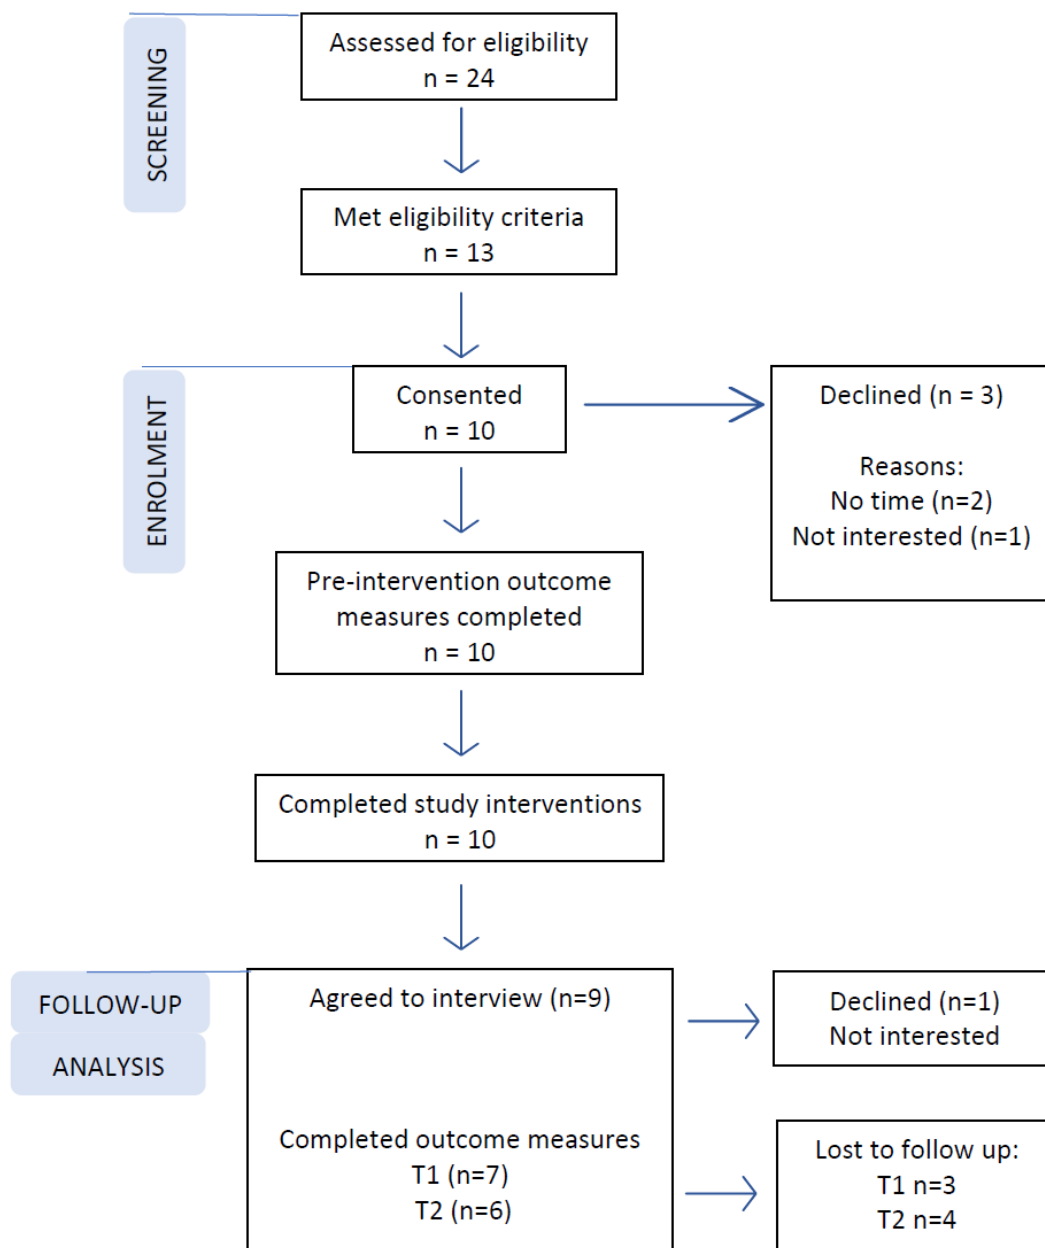 SCREENING
Assessed for eligibility
n = 24
Met eligibility criteria
n = 13
ENROLMENT
Consented
n = 10
Declined (n = 3)
Reasons:
No time (n=2)
Not interested (n=1)
Pre-intervention outcome
measures completed
n = 10
Completed study interventions
n = 10
FOLLOW-UP
ANALYSIS
Agreed to interview (n=9)
Declined (n=1)
Not interested
Completed outcome measures
T1 (n=7)
T2 (n=6)
Lost to follow up:
T1 n=3
T2 n=4